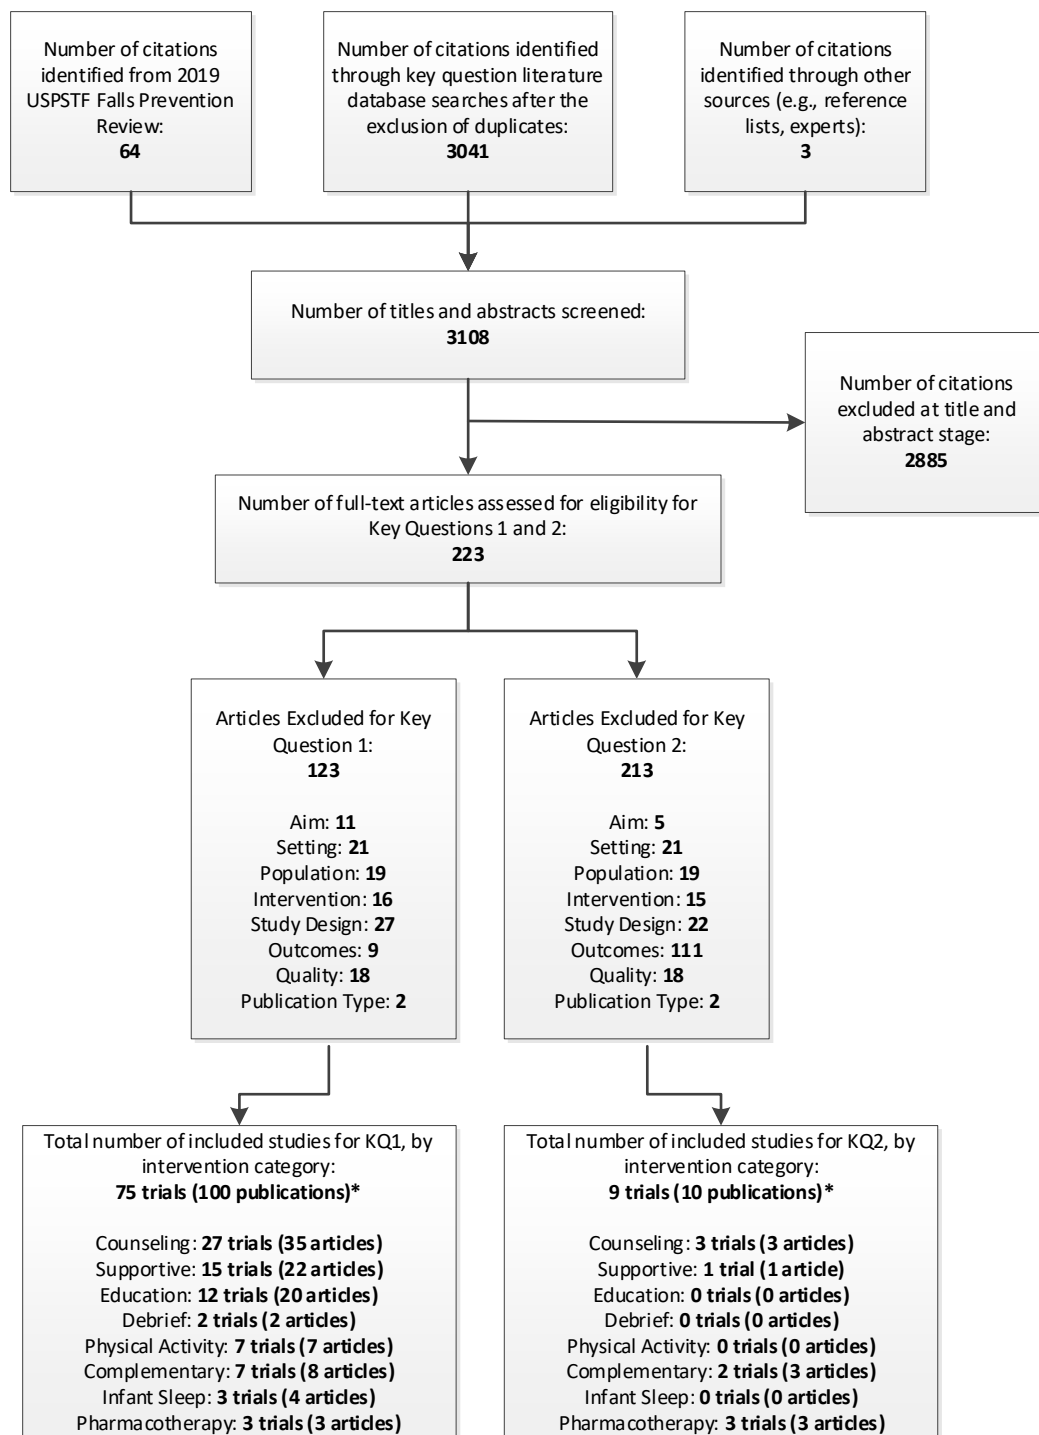 Number of citations
identified from 2019
USPSTF Falls Prevention
Review:
64
Number of citations identified
through key question literature
database searches after the
exclusion of duplicates:
3041
Number of citations
identified through other
sources (e.g., reference
lists, experts):
3
Number of titles and abstracts screened:
3108
Number of citations
excluded at title and
abstract stage:
2885
Number of full-text articles assessed for eligibility for
Key Questions 1 and 2:
223
Articles Excluded for Key
Question 1:
123
Aim: 11
Setting: 21
Population: 19
Intervention: 16
Study Design: 27
Outcomes: 9
Quality: 18
Publication Type: 2
Articles Excluded for Key
Question 2:
213
Aim: 5
Setting: 21
Population: 19
Intervention: 15
Study Design: 22
Outcomes: 111
Quality: 18
Publication Type: 2
Total number of included studies for KQ1, by
intervention category:
75 trials (100 publications)*
Counseling: 27 trials (35 articles)
Supportive: 15 trials (22 articles)
Education: 12 trials (20 articles)
Debrief: 2 trials (2 articles)
Physical Activity: 7 trials (7 articles)
Complementary: 7 trials (8 articles)
Infant Sleep: 3 trials (4 articles)
Pharmacotherapy: 3 trials (3 articles)
Total number of included studies for KQ2, by
intervention category:
9 trials (10 publications)*
Counseling: 3 trials (3 articles)
Supportive: 1 trial (1 article)
Education: 0 trials (0 articles)
Debrief: 0 trials (0 articles)
Physical Activity: 0 trials (0 articles)
Complementary: 2 trials (3 articles)
Infant Sleep: 0 trials (0 articles)
Pharmacotherapy: 3 trials (3 articles)